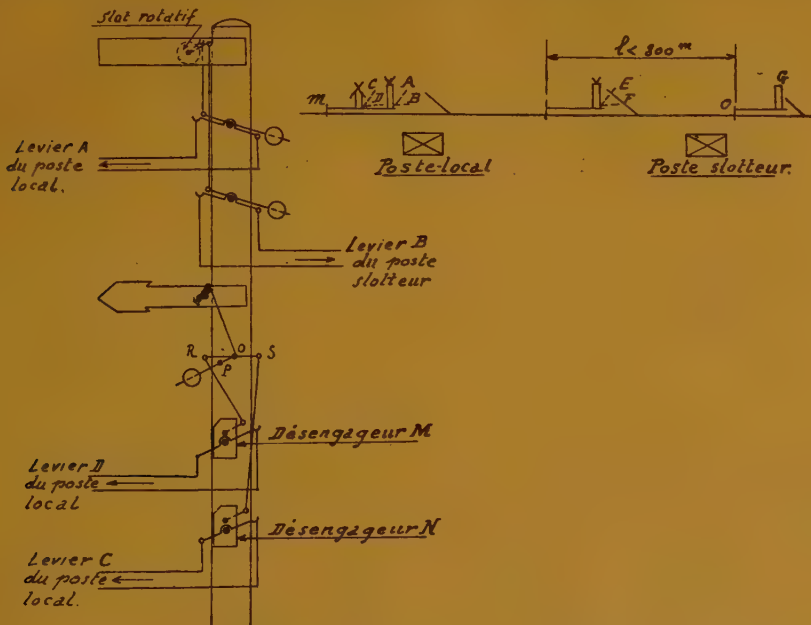 Slot rotatif
Levier A
du poste
local.
Levier B
du poste
slotteur
R
O
S
P
Désengageur M
Levier D
du poste
local
Désengageur N
Levier C
du poste
local.
l < 800 m
m
C
D
A
B
E
F
O
G
Poste-local
Poste slotteur.